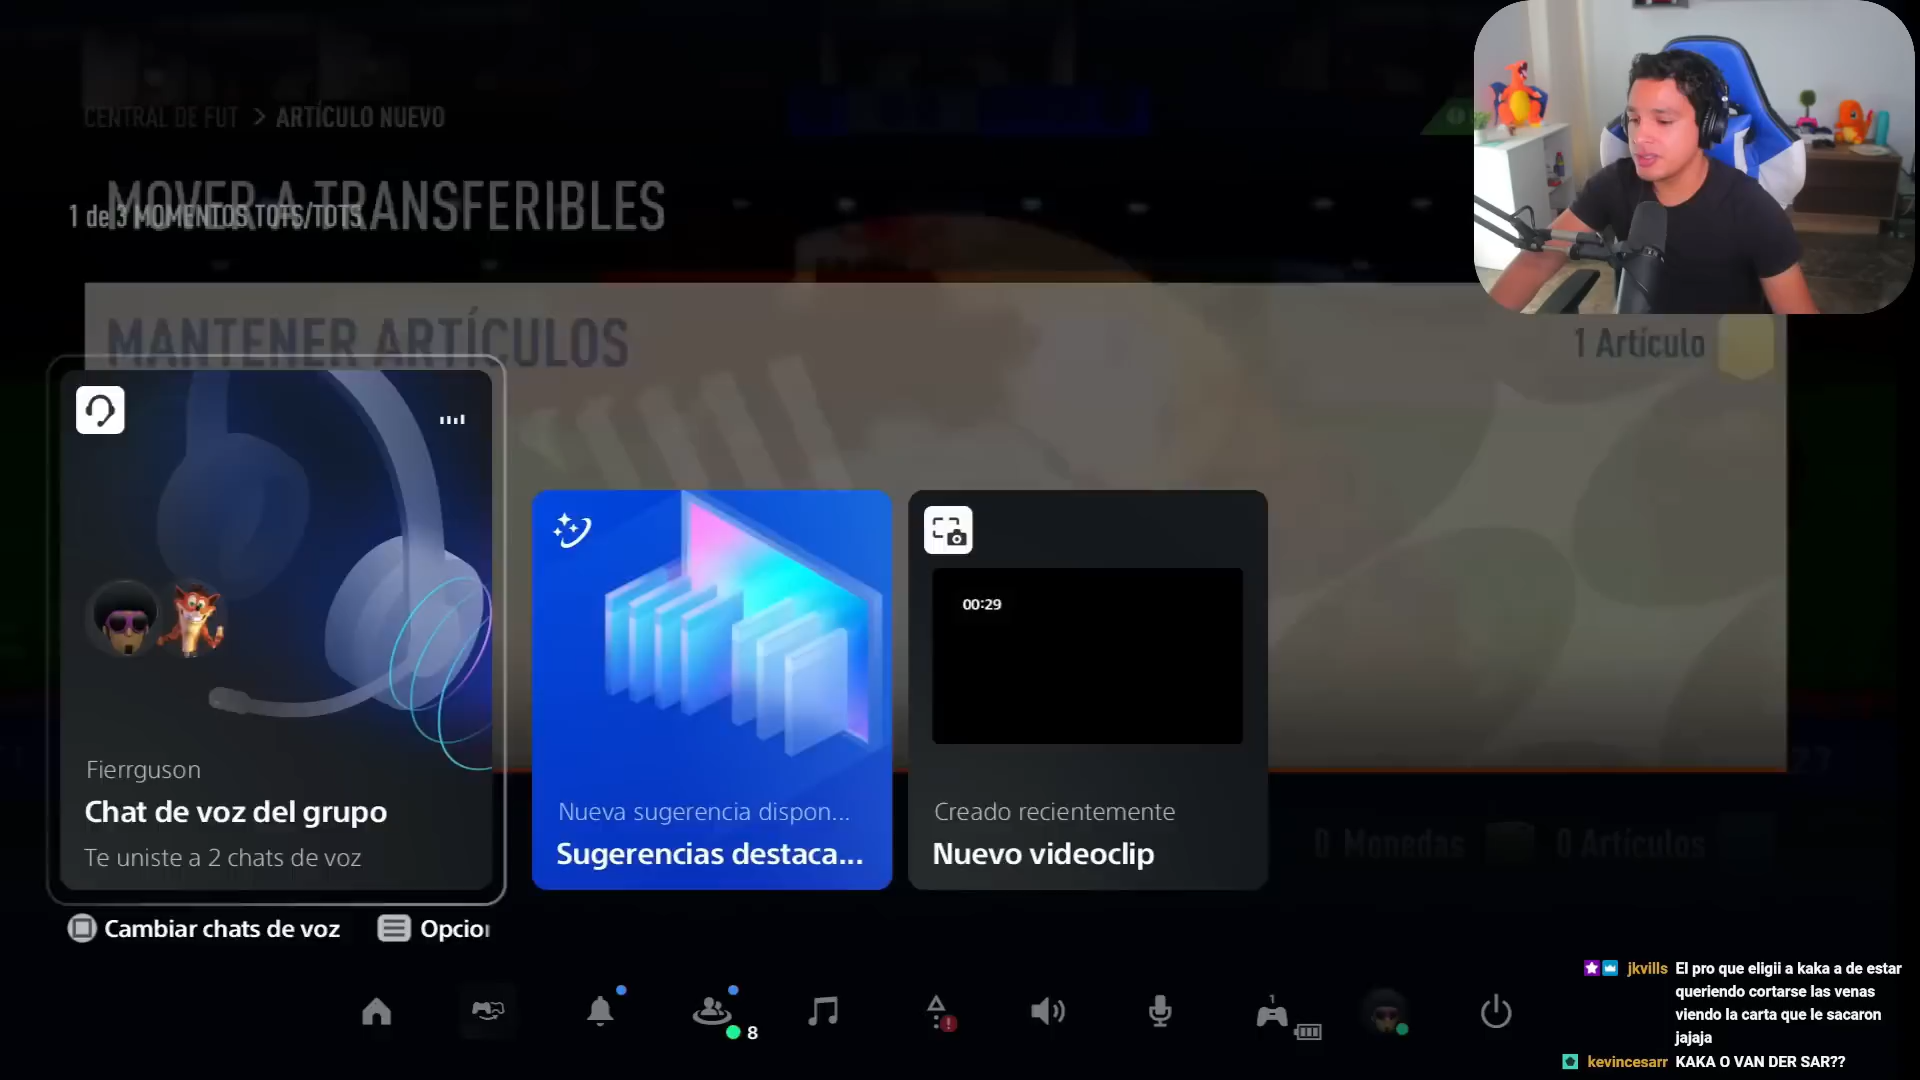 CENTRAL DE FUT > ARTÍCULO NUEVO
MOVER A TRANSFERIBLES
1 de 3 MOMENTOS TOTS/TOTS
MANTENER ARTÍCULOS
1 Artículo
Fierrguson
Chat de voz del grupo
Te uniste a 2 chats de voz
Nueva sugerencia dispon...
Sugerencias destaca...
00:29
Creado recientemente
Nuevo videoclip
0 Monedas
0 Artículos
Cambiar chats de voz
Opcio
8
1
jkvills El pro que eligii a kaka a de estar
queriendo cortarse las venas
viendo la carta que le sacaron
jajaja
kevincesarr KAKA O VAN DER SAR??